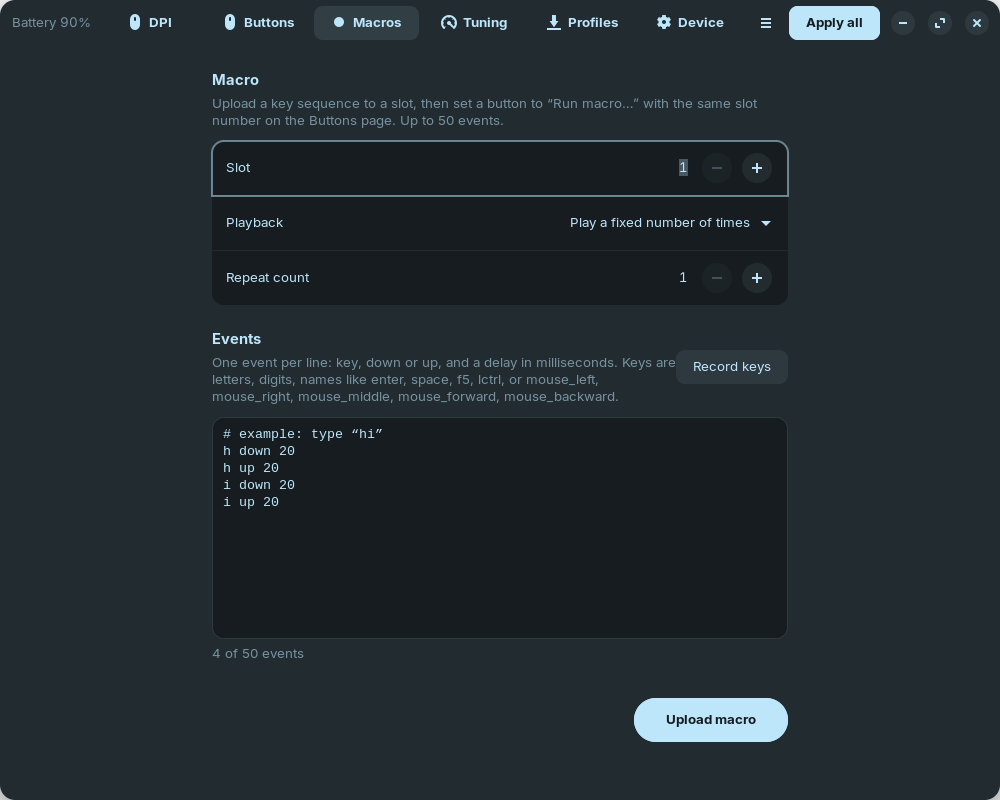 Battery 90%
DPI
Buttons
Macros
Tuning
Profiles
Device
Apply all
Macro
Upload a key sequence to a slot, then set a button to “Run macro…” with the same slot
number on the Buttons page. Up to 50 events.
Slot
1
Playback
Play a fixed number of times
Repeat count
1
Events
One event per line: key, down or up, and a delay in milliseconds. Keys are
letters, digits, names like enter, space, f5, lctrl, or mouse_left,
mouse_right, mouse_middle, mouse_forward, mouse_backward.
Record keys
# example: type “hi”
h down 20
h up 20
i down 20
i up 20
4 of 50 events
Upload macro